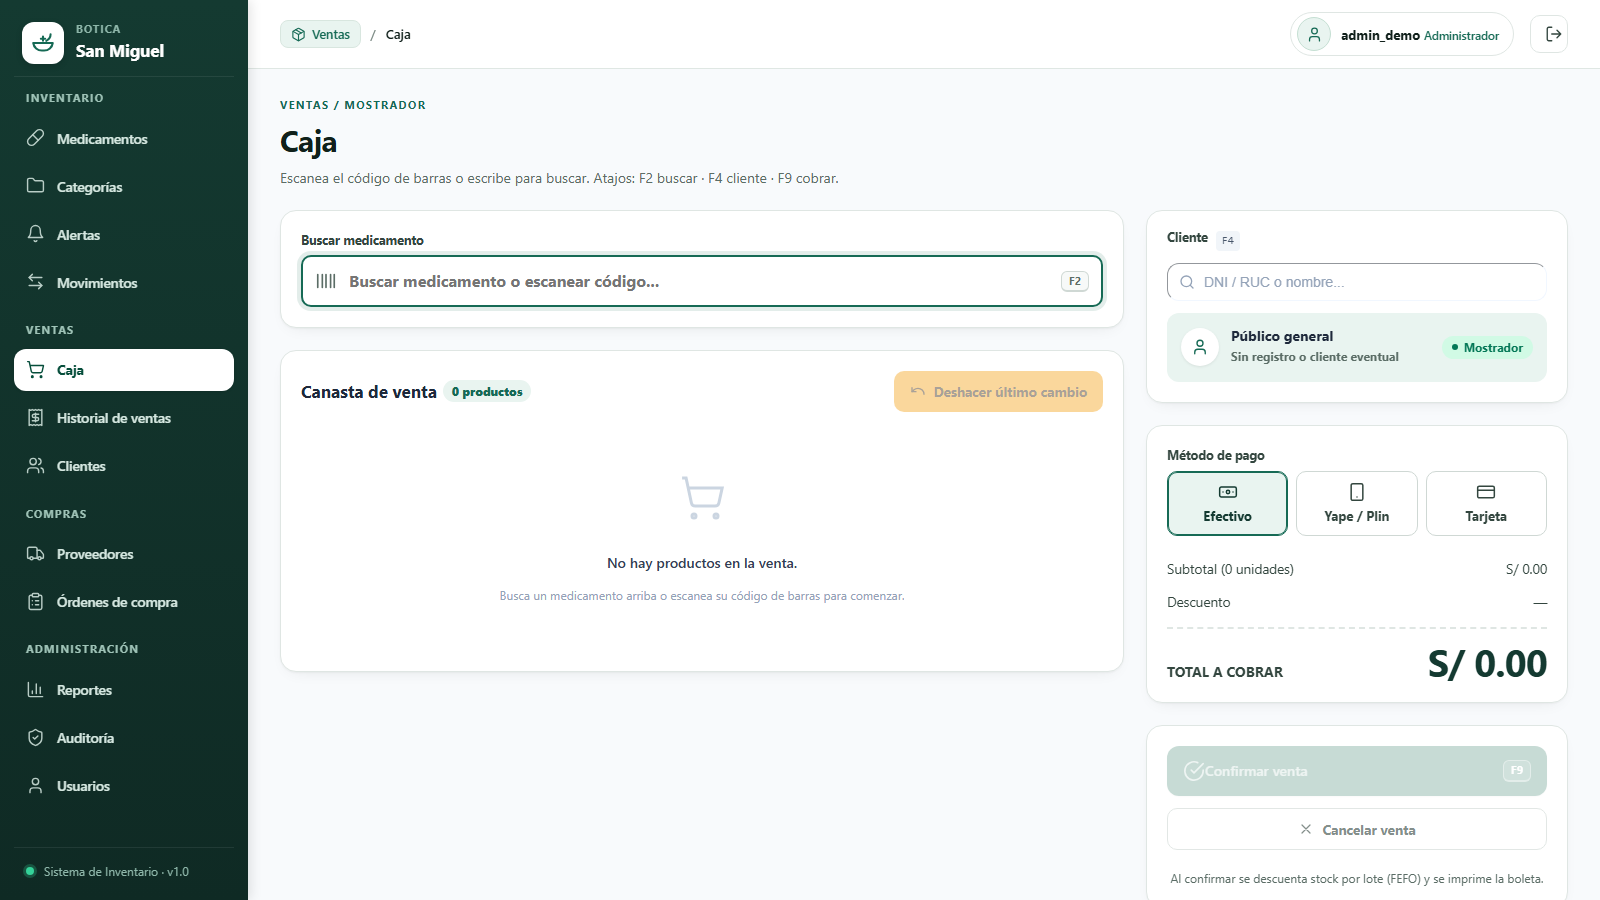 BOTICA
San Miguel
INVENTARIO
Medicamentos
Categorías
Alertas
Movimientos
VENTAS
Caja
Historial de ventas
Clientes
COMPRAS
Proveedores
Órdenes de compra
ADMINISTRACIÓN
Reportes
Auditoría
Usuarios
Sistema de Inventario · v1.0
Ventas / Caja
admin_demo Administrador
VENTAS / MOSTRADOR
Caja
Escanea el código de barras o escribe para buscar. Atajos: F2 buscar · F4 cliente · F9 cobrar.
Buscar medicamento
Buscar medicamento o escanear código... F2
Canasta de venta 0 productos
Deshacer último cambio
No hay productos en la venta.
Busca un medicamento arriba o escanea su código de barras para comenzar.
Cliente F4
DNI / RUC o nombre...
Público general
Sin registro o cliente eventual
Mostrador
Método de pago
Efectivo
Yape / Plin
Tarjeta
Subtotal (0 unidades) S/ 0.00
Descuento —
TOTAL A COBRAR S/ 0.00
Confirmar venta F9
Cancelar venta
Al confirmar se descuenta stock por lote (FEFO) y se imprime la boleta.